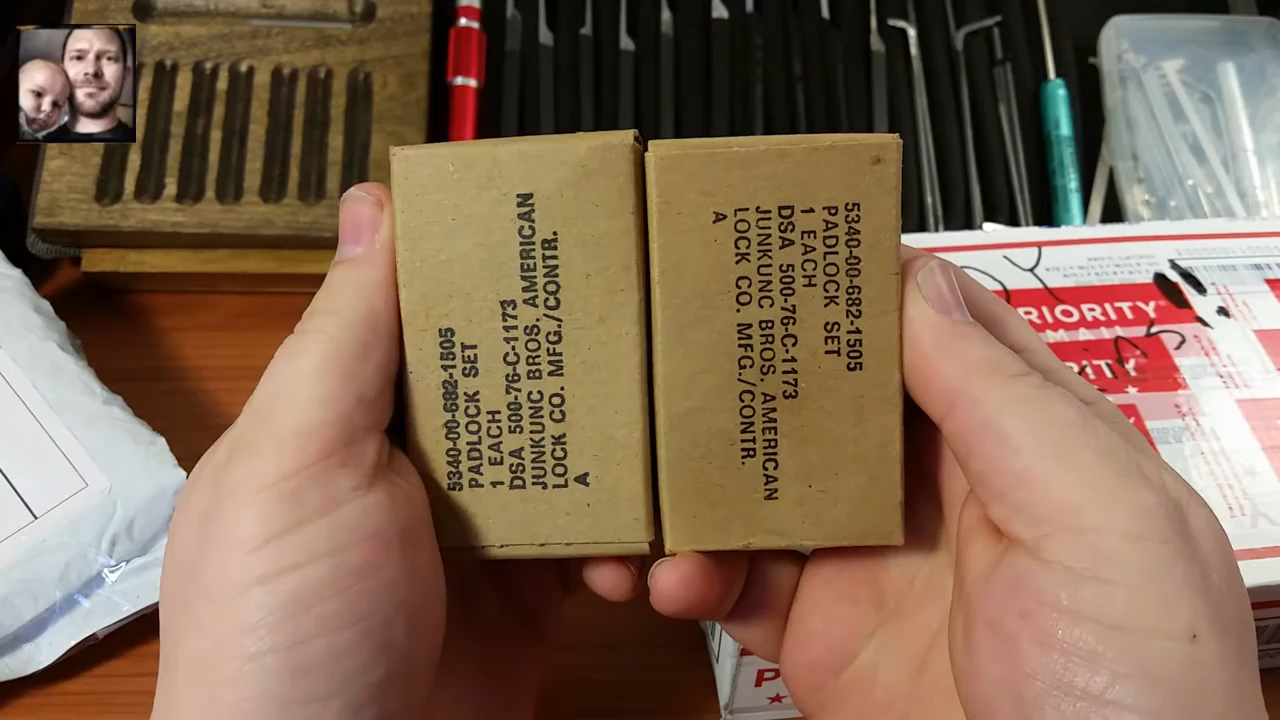 5340-00-682-1505
PADLOCK SET
1 EACH
DSA 500-76-C-1173
JUNKUNC BROS. AMERICAN
LOCK CO. MFG./CONTR.
A
5340-00-682-1505
PADLOCK SET
1 EACH
DSA 500-76-C-1173
JUNKUNC BROS. AMERICAN
LOCK CO. MFG./CONTR.
A
PRIORITY
MAIL